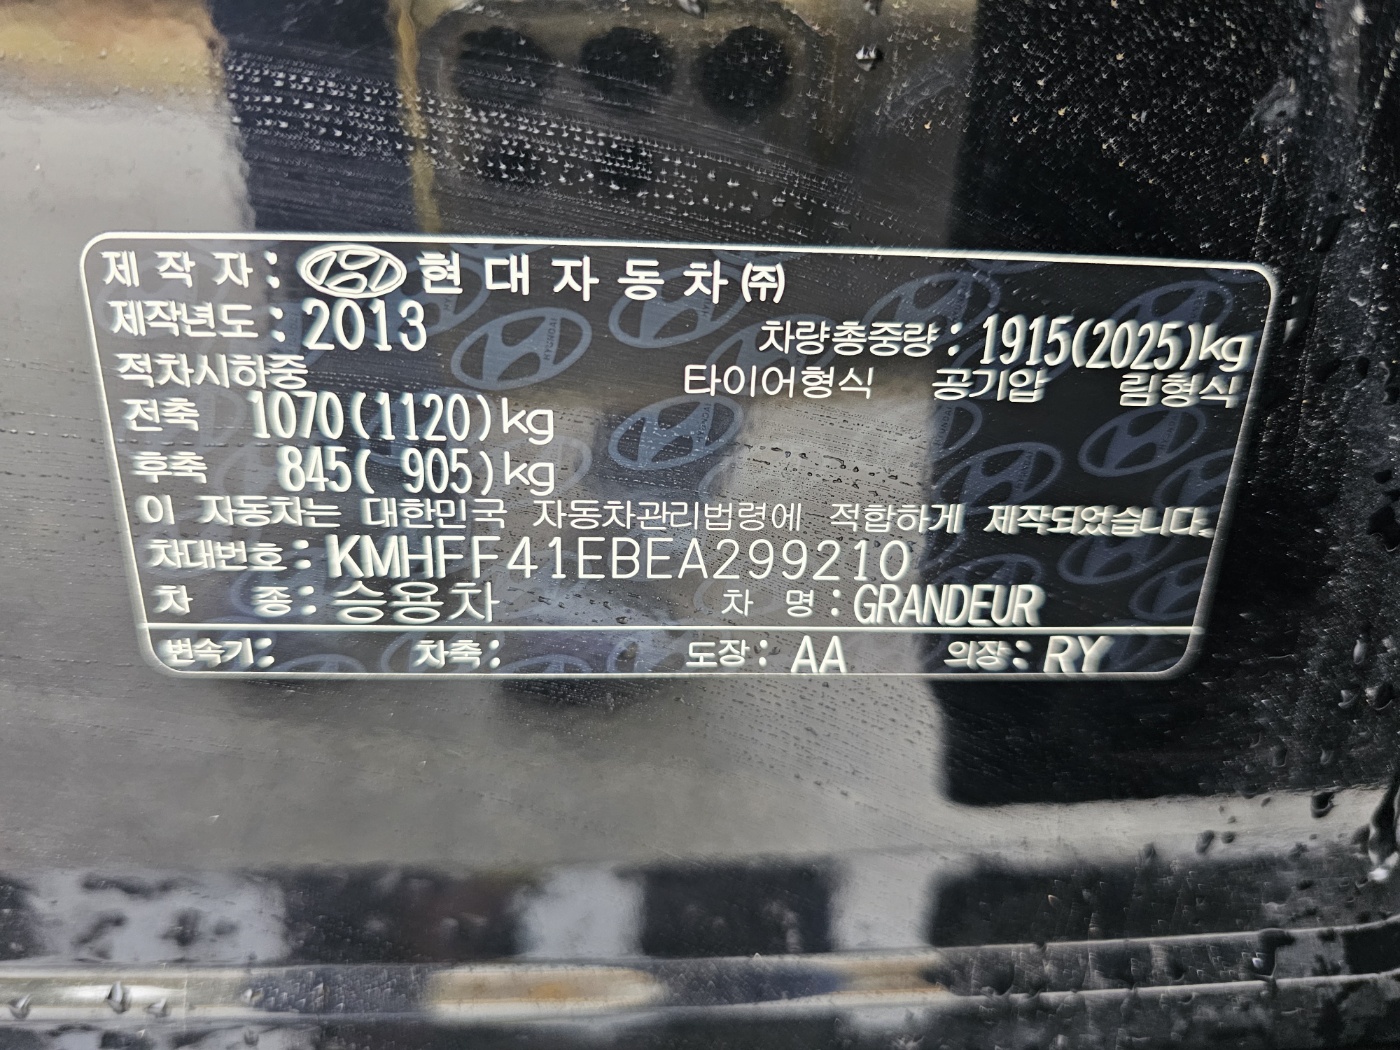 제 작 자 : 현 대 자 동 차 ㈜
제작년도 : 2013
차량총중량 : 1915(2025)kg
적차시하중
타이어형식 공기압 림형식
전축 1070(1120)kg
후축 845( 905)kg
이 자동차는 대한민국 자동차관리법령에 적합하게 제작되었습니다.
차대번호 : KMHFF41EBEA299210
차 종 : 승용차 차 명 : GRANDEUR
변속기 : 차축 : 도장 : AA 의장 : RY